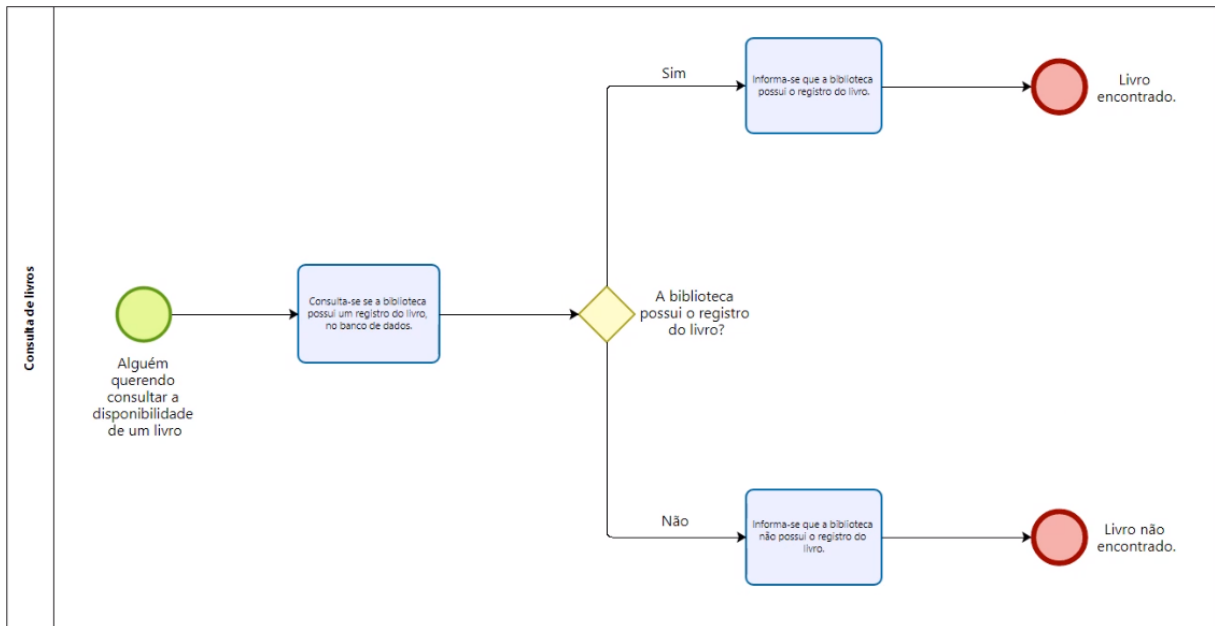 Consulta de livros
Alguém
querendo
consultar a
disponibilidade
de um livro
Consulta-se se a biblioteca
possui um registro do livro,
no banco de dados.
A biblioteca
possui o registro
do livro?
Sim
Informa-se que a biblioteca
possui o registro do livro.
Livro
encontrado.
Não
Informa-se que a biblioteca
não possui o registro do
livro.
Livro não
encontrado.